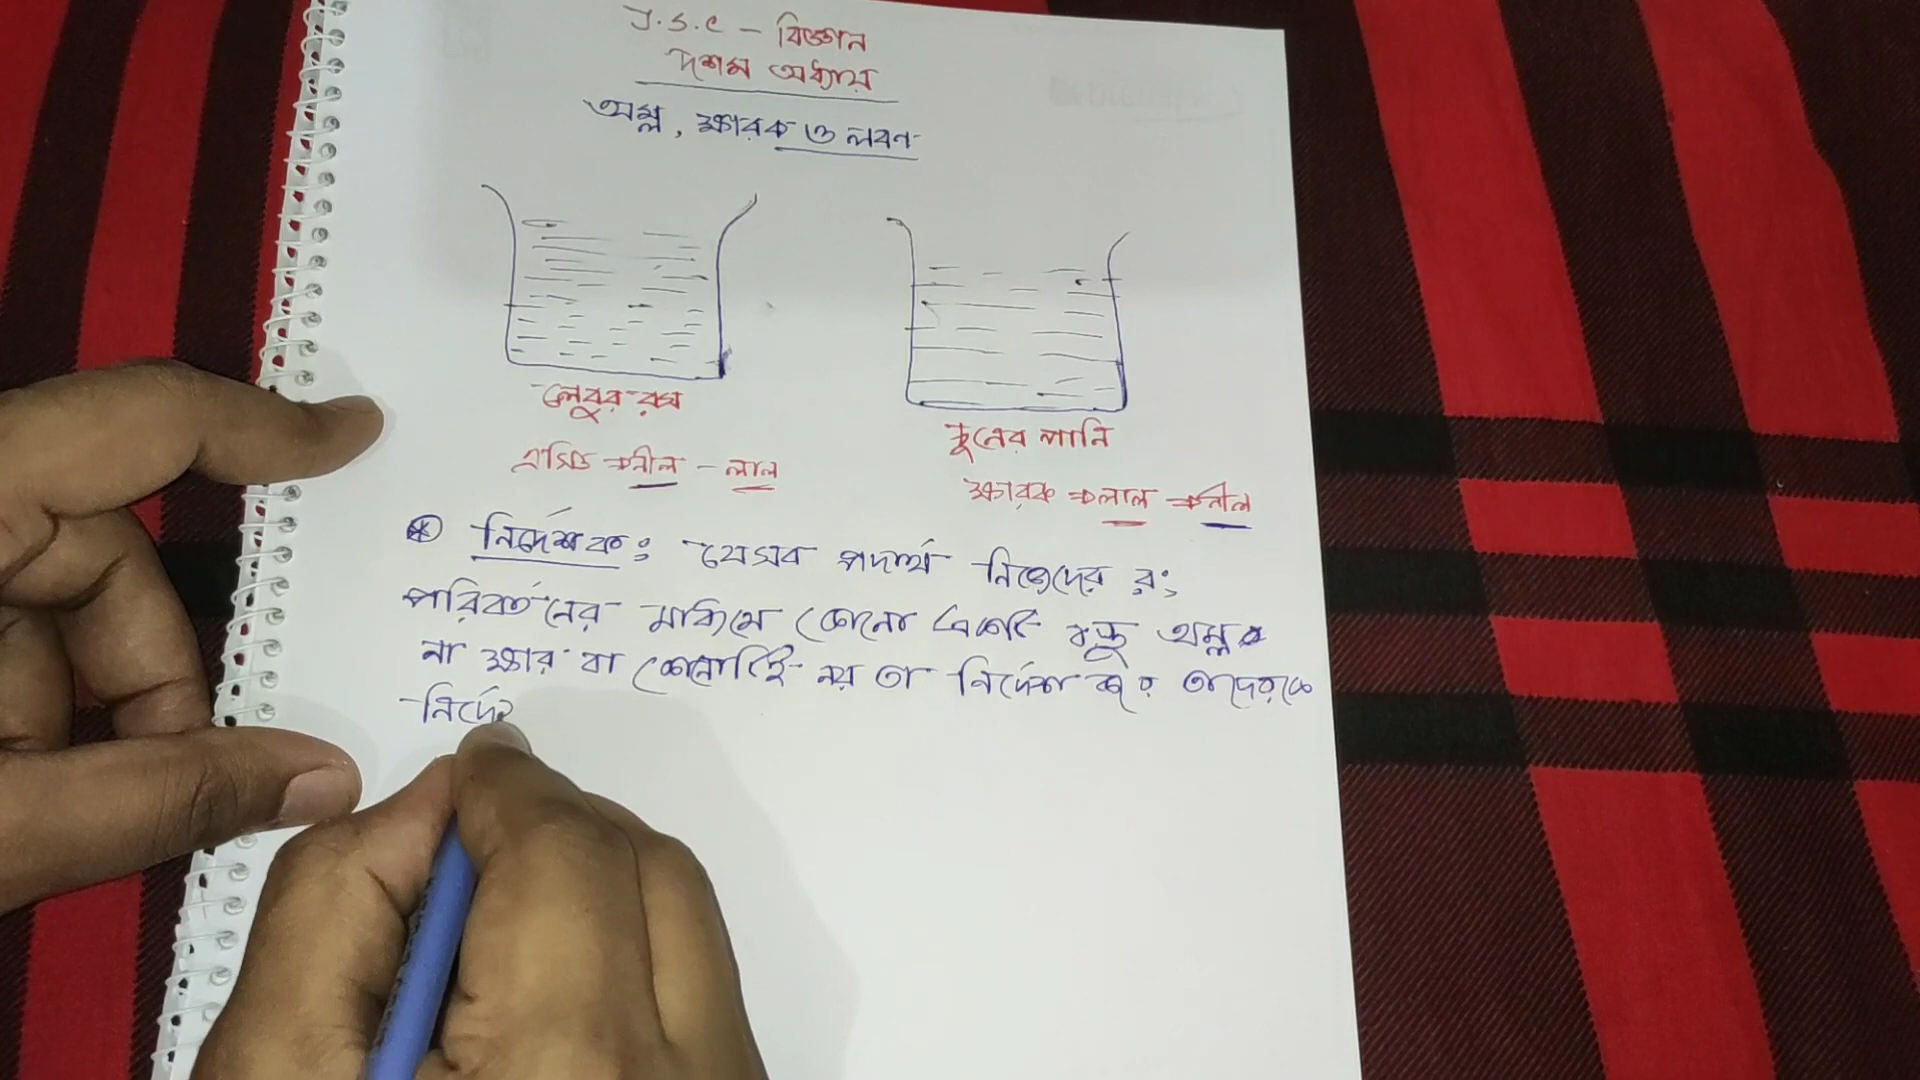 J.S.C - বিজ্ঞান
দশম অধ্যায়
অম্ল, ক্ষারক ও লবণ
লেবুর রস
চুনের পানি
এসিড → নীল - লাল
ক্ষারক ⇒ লাল ⇒ নীল
* নির্দেশক: যেসব পদার্থ নিজেদের রং
পরিবর্তনের মাধ্যমে কোনো একটি বস্তু অম্ল
না ক্ষার বা কোনোটিই নয় তা নির্দেশ করে তাদেরকে
নির্দে